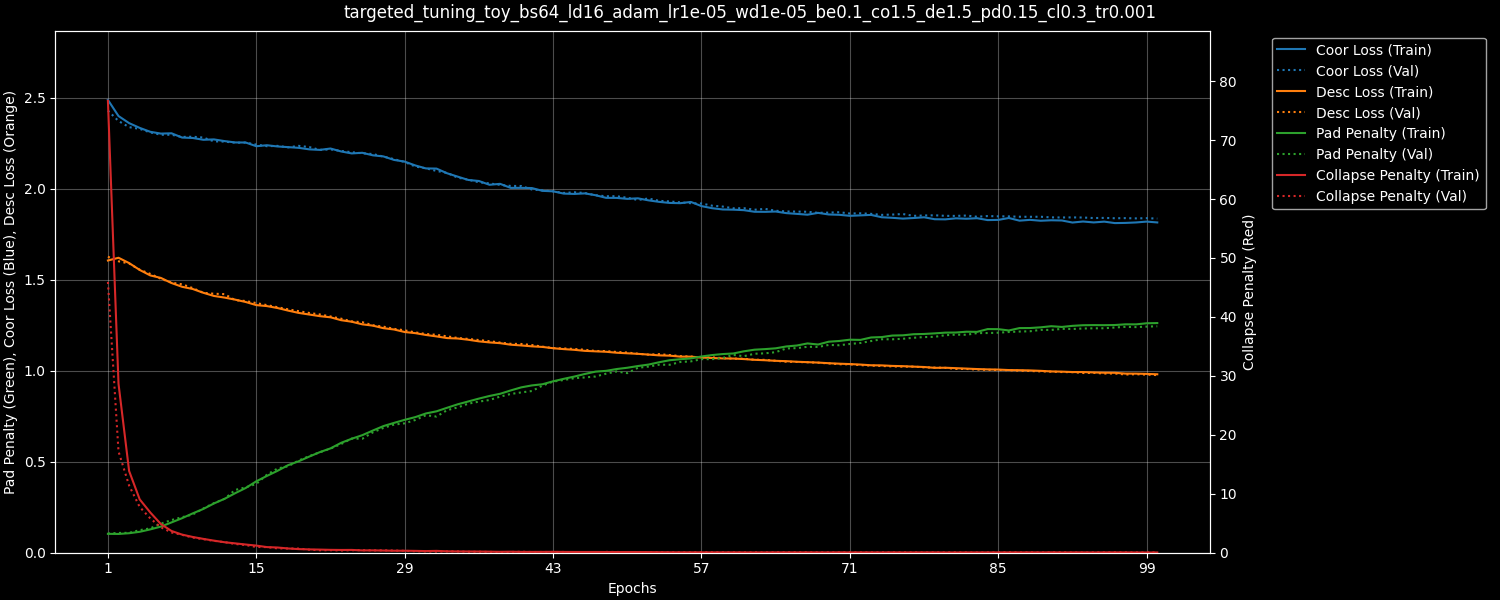 targeted_tuning_toy_bs64_ld16_adam_lr1e-05_wd1e-05_be0.1_co1.5_de1.5_pd0.15_cl0.3_tr0.001
Pad Penalty (Green), Coor Loss (Blue), Desc Loss (Orange)
2.5
2.0
1.5
1.0
0.5
0.0
1
15
29
43
57
71
85
99
Epochs
80
70
60
50
40
30
20
10
0
Collapse Penalty (Red)
Coor Loss (Train)
Coor Loss (Val)
Desc Loss (Train)
Desc Loss (Val)
Pad Penalty (Train)
Pad Penalty (Val)
Collapse Penalty (Train)
Collapse Penalty (Val)